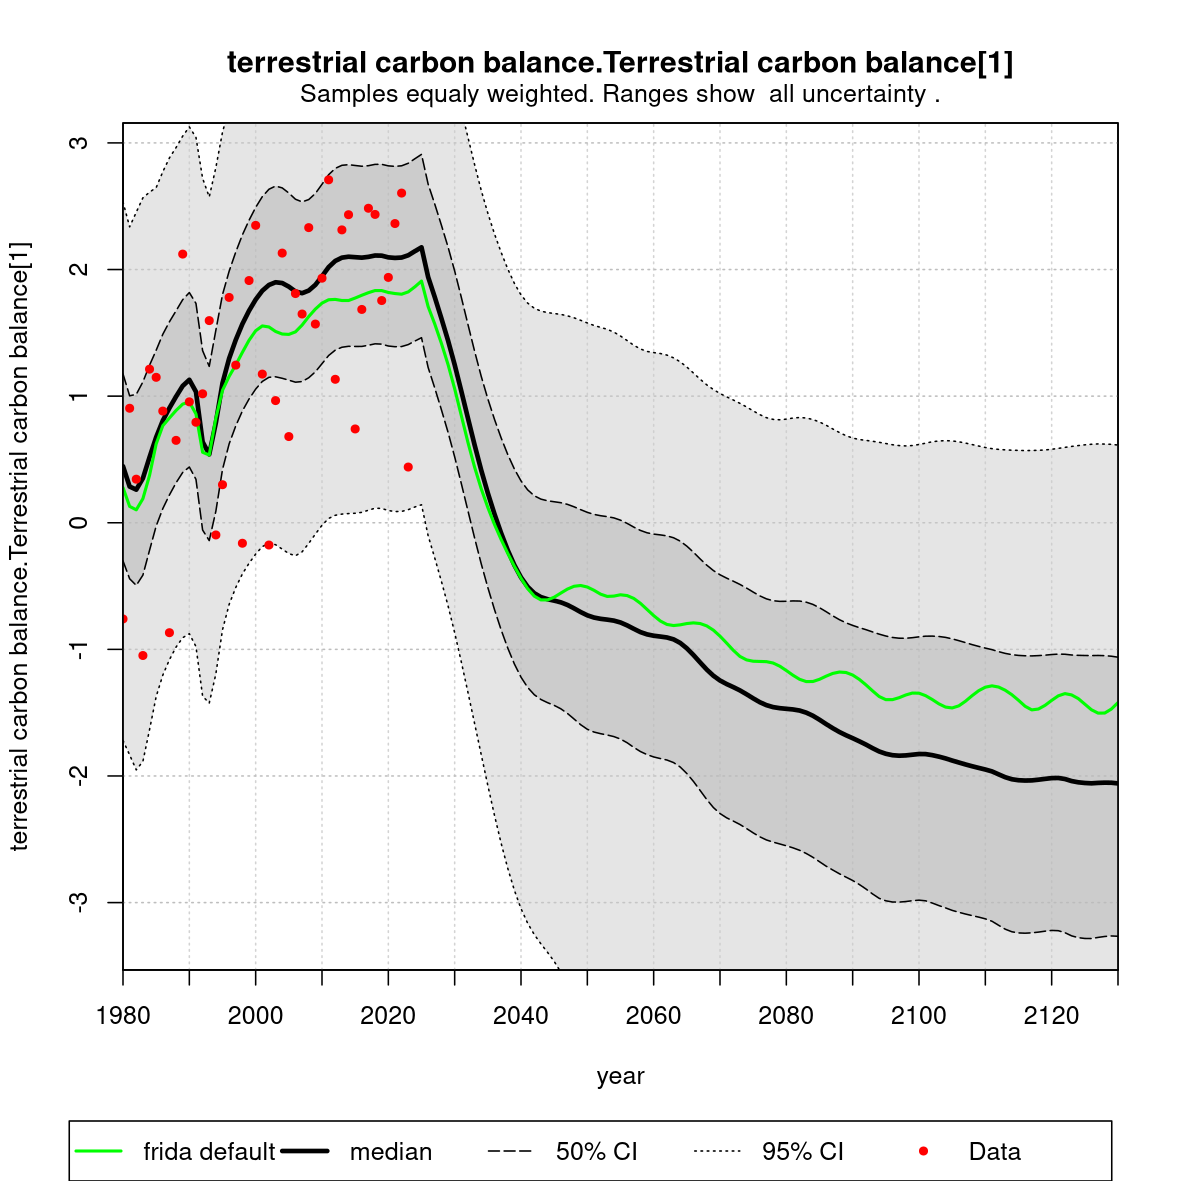 terrestrial carbon balance.Terrestrial carbon balance[1]
Samples equaly weighted. Ranges show  all uncertainty .
terrestrial carbon balance.Terrestrial carbon balance[1]
3
2
1
0
-1
-2
-3
1980 2000 2020 2040 2060 2080 2100 2120
year
frida default median 50% CI 95% CI Data